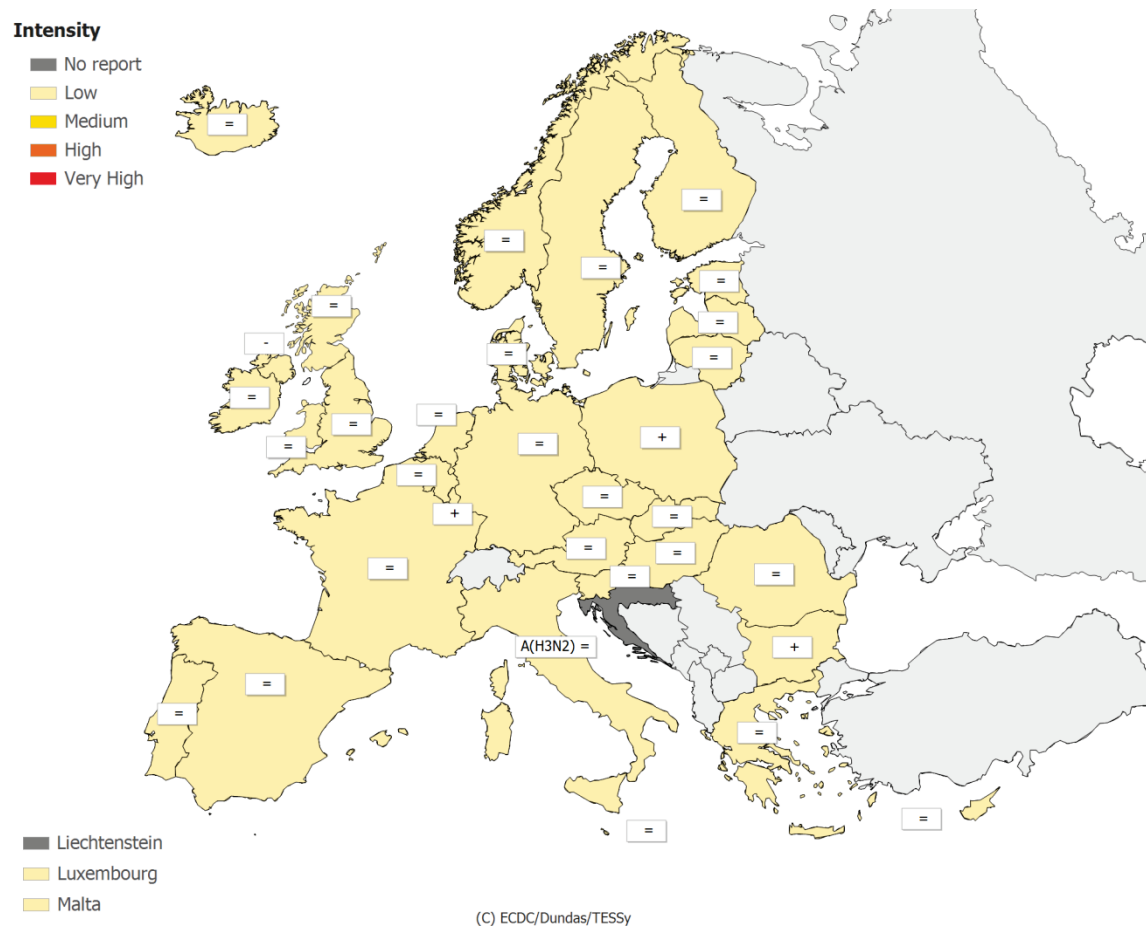 Intensity
No report
Low
Medium
High
Very High
=
=
=
=
=
=
=
-
=
=
=
=
=
=
=
+
=
=
+
=
=
=
=
=
=
A(H3N2) =
+
=
=
=
=
=
Liechtenstein
Luxembourg
Malta
(C) ECDC/Dundas/TESSy